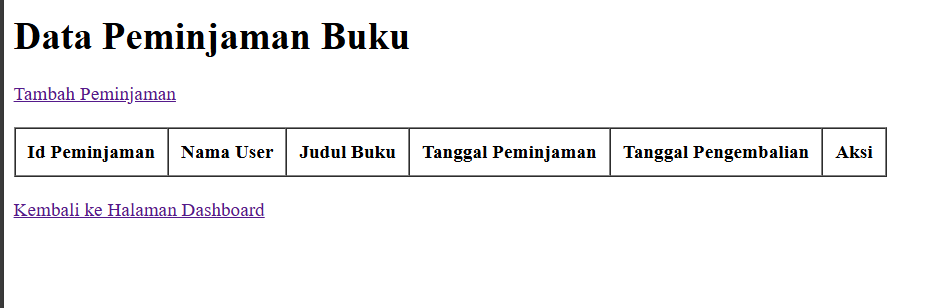 Data Peminjaman Buku
Tambah Peminjaman
Id Peminjaman Nama User Judul Buku Tanggal Peminjaman Tanggal Pengembalian Aksi
Kembali ke Halaman Dashboard